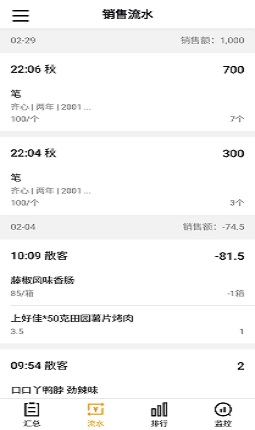 销售流水
02-29 销售额：1,000
22:06 秋 700
笔
齐心 | 两年 | 2001 ...
100/个 7个
22:04 秋 300
笔
齐心 | 两年 | 2001 ...
100/个 3个
02-04 销售额：-74.5
10:09 散客 -81.5
藤椒风味香肠
85/箱 -1箱
上好佳*50克田园薯片烤肉
3.5 1
09:54 散客 2
口口丫鸭脖 劲辣味
汇总 流水 排行 监控